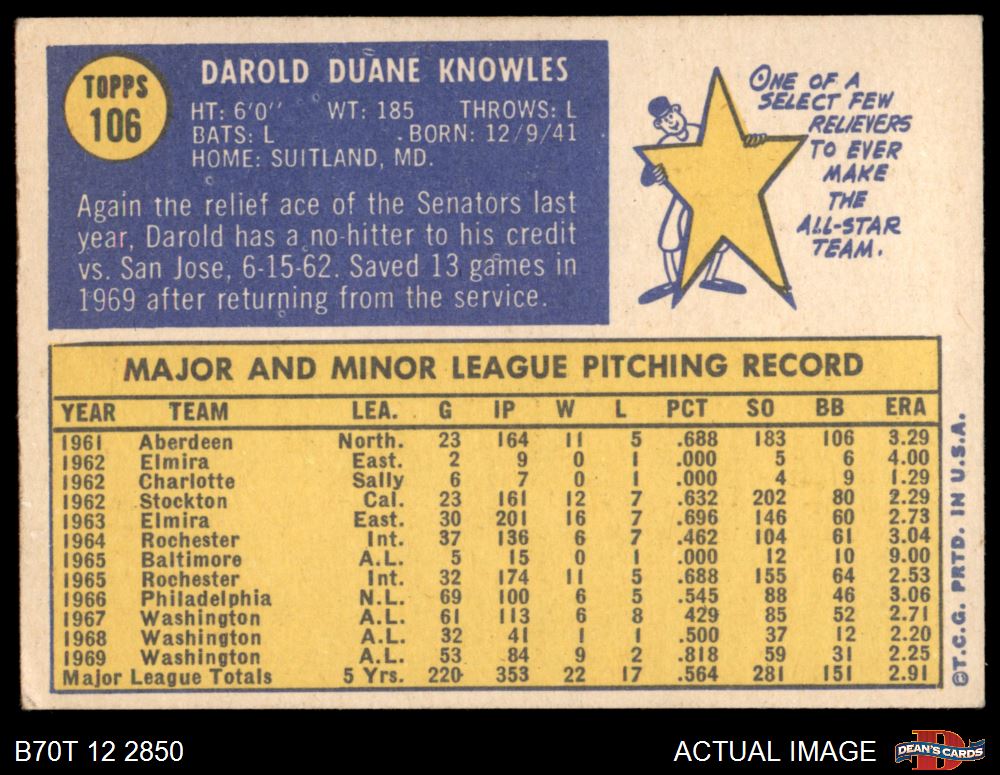 TOPPS
106
DAROLD DUANE KNOWLES
HT: 6'0" WT: 185 THROWS: L
BATS: L BORN: 12/9/41
HOME: SUITLAND, MD.
Again the relief ace of the Senators last
year, Darold has a no-hitter to his credit
vs. San Jose, 6-15-62. Saved 13 games in
1969 after returning from the service.
ONE OF A
SELECT FEW
RELIEVERS
TO EVER
MAKE
THE
ALL-STAR
TEAM.
MAJOR AND MINOR LEAGUE PITCHING RECORD
YEAR TEAM LEA. G IP W L PCT SO BB ERA
1961 Aberdeen North. 23 164 11 5 .688 183 106 3.29
1962 Elmira East. 2 9 0 1 .000 5 6 4.00
1962 Charlotte Sally 6 7 0 1 .000 4 9 1.29
1962 Stockton Cal. 23 161 12 7 .632 202 80 2.29
1963 Elmira East. 30 201 16 7 .696 146 60 2.73
1964 Rochester Int. 37 136 6 7 .462 104 61 3.04
1965 Baltimore A.L. 5 15 0 1 .000 12 10 9.00
1965 Rochester Int. 32 174 11 5 .688 155 64 2.53
1966 Philadelphia N.L. 69 100 6 5 .545 88 46 3.06
1967 Washington A.L. 61 113 6 8 .429 85 52 2.71
1968 Washington A.L. 32 41 1 1 .500 37 12 2.20
1969 Washington A.L. 53 84 9 2 .818 59 31 2.25
Major League Totals 5 Yrs. 220 353 22 17 .564 281 151 2.91
©T.C.G. PRTD. IN U.S.A.
B70T 12 2850
ACTUAL IMAGE
D
DEAN'S CARDS